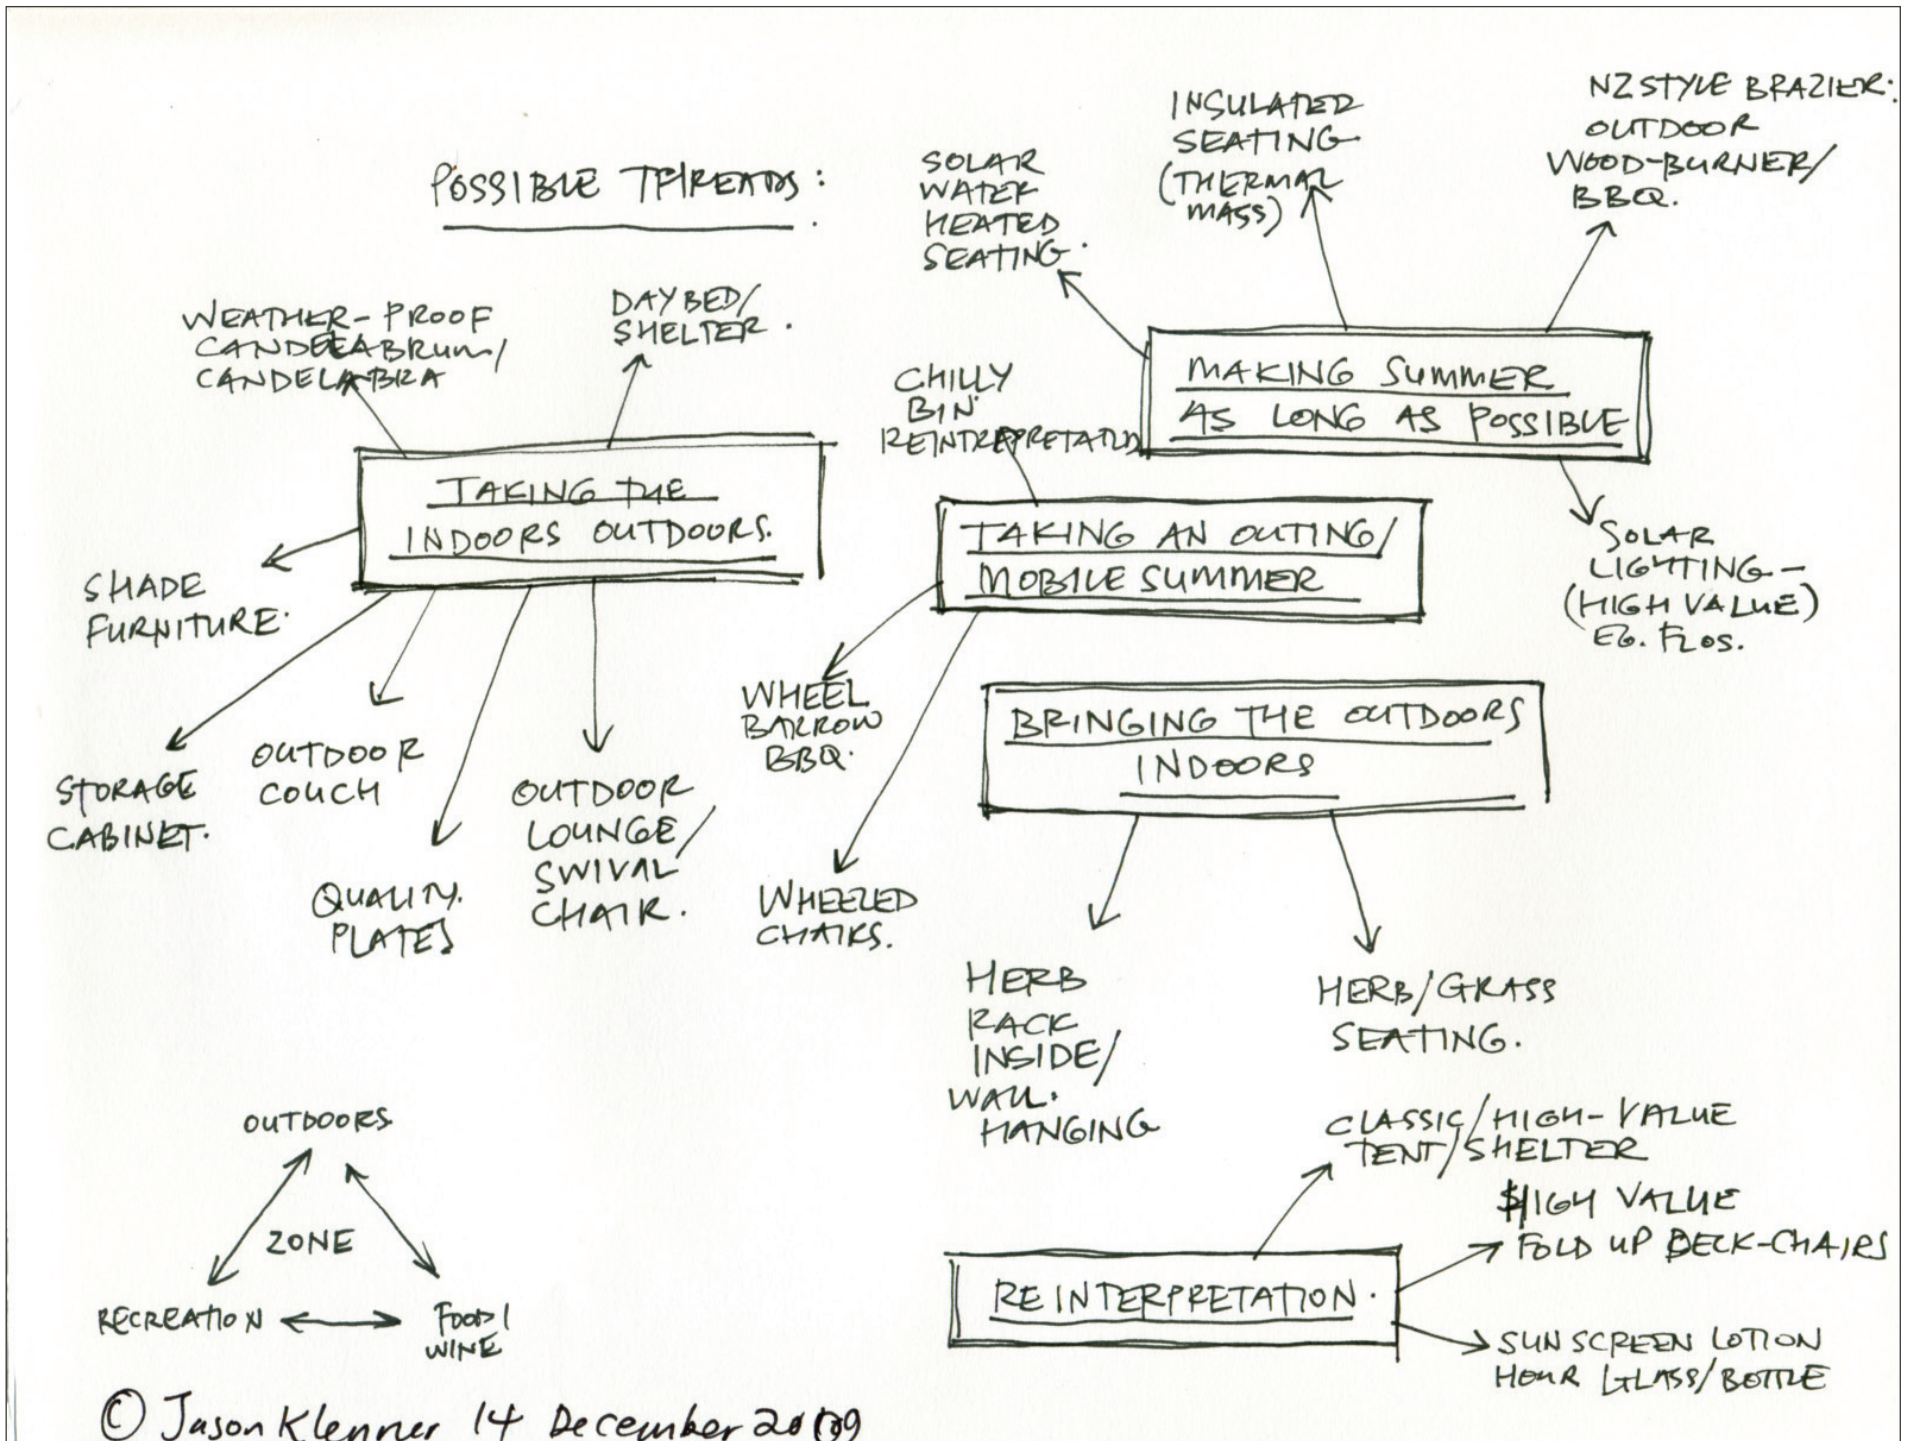 POSSIBLE THREADS:
WEATHER-PROOF
CANDELABRUM/
CANDELABRA
DAYBED/
SHELTER.
TAKING THE
INDOORS OUTDOORS.
SHADE
FURNITURE.
STORAGE
CABINET.
OUTDOOR
COUCH
QUALITY.
PLATES
OUTDOOR
LOUNGE/
SWIVAL
CHAIR.
SOLAR
WATER
HEATED
SEATING.
INSULATED
SEATING
(THERMAL
MASS)
NZ STYLE BRAZIER:
OUTDOOR
WOOD-BURNER/
BBQ.
MAKING SUMMER
AS LONG AS POSSIBLE
SOLAR
LIGHTING-
(HIGH VALUE)
EG. FLOS.
CHILLY
BIN
TAKING AN OUTING/
MOBILE SUMMER
WHEEL
BARROW
BBQ.
WHEELED
CHAIRS.
BRINGING THE OUTDOORS
INDOORS
HERB
RACK
INSIDE/
WALL.
HANGING
HERB/GRASS
SEATING.
CLASSIC/HIGH-VALUE
TENT/SHELTER
HIGH VALUE
FOLD UP DECK-CHAIRS
REINTERPRETATION.
SUNSCREEN LOTION
HOUR GLASS/BOTTLE
OUTDOORS
ZONE
RECREATION
FOOD/
WINE
© Jason Klenner 14 December 2009